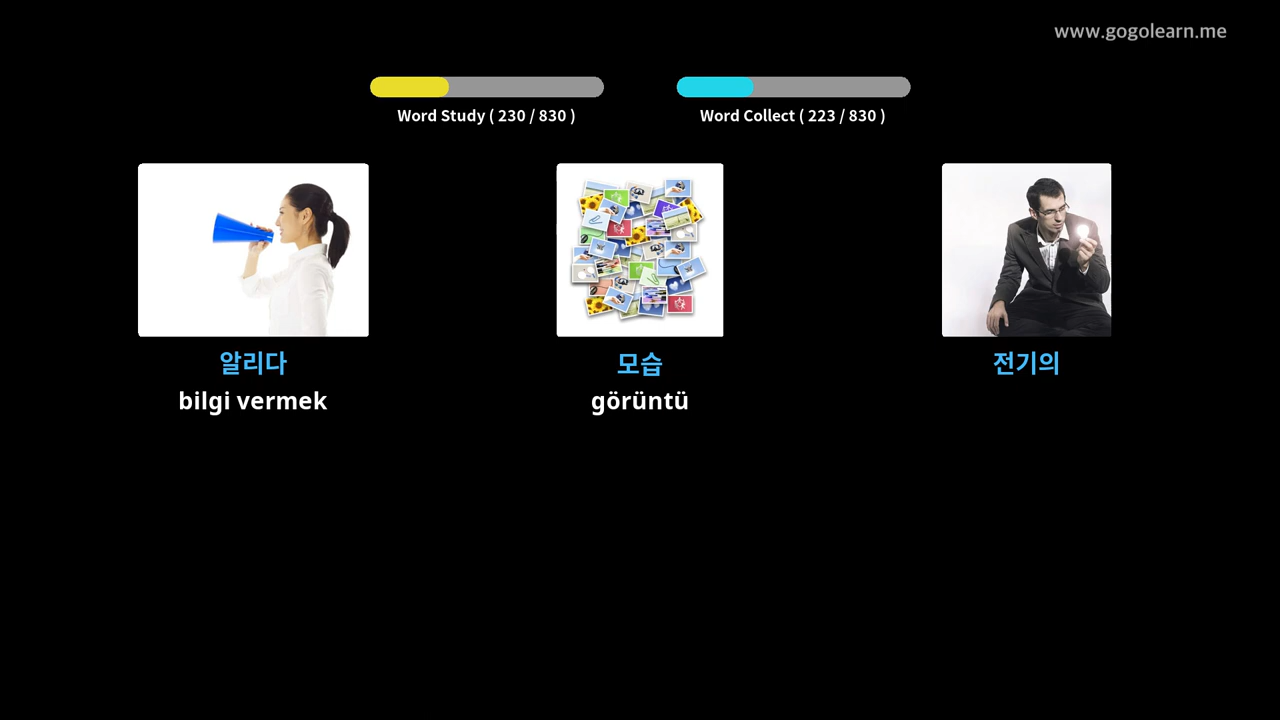 www.gogolearn.me
Word Study ( 230 / 830 )
Word Collect ( 223 / 830 )
알리다
모습
전기의
bilgi vermek
görüntü